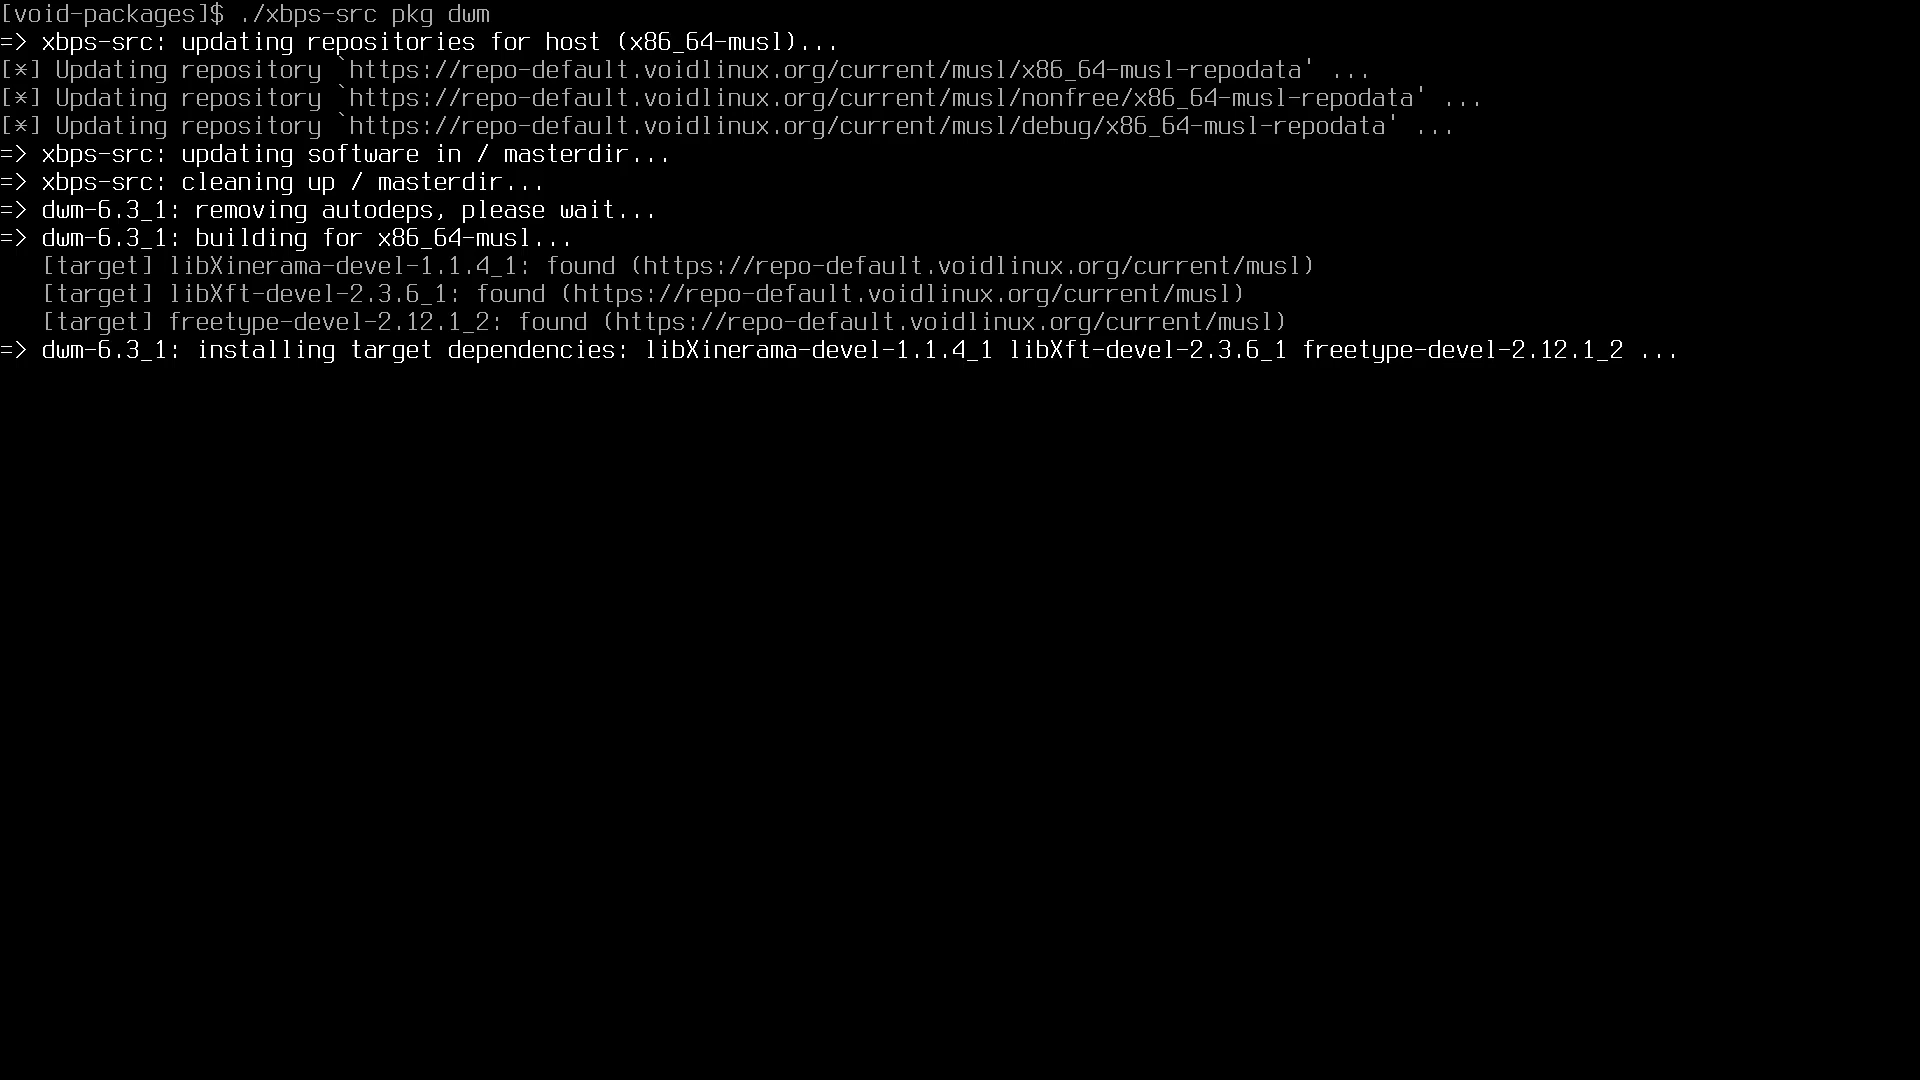 [void-packages]$ ./xbps-src pkg dwm
=> xbps-src: updating repositories for host (x86_64-musl)...
[*] Updating repository `https://repo-default.voidlinux.org/current/musl/x86_64-musl-repodata' ...
[*] Updating repository `https://repo-default.voidlinux.org/current/musl/nonfree/x86_64-musl-repodata' ...
[*] Updating repository `https://repo-default.voidlinux.org/current/musl/debug/x86_64-musl-repodata' ...
=> xbps-src: updating software in / masterdir...
=> xbps-src: cleaning up / masterdir...
=> dwm-6.3_1: removing autodeps, please wait...
=> dwm-6.3_1: building for x86_64-musl...
   [target] libXinerama-devel-1.1.4_1: found (https://repo-default.voidlinux.org/current/musl)
   [target] libXft-devel-2.3.6_1: found (https://repo-default.voidlinux.org/current/musl)
   [target] freetype-devel-2.12.1_2: found (https://repo-default.voidlinux.org/current/musl)
=> dwm-6.3_1: installing target dependencies: libXinerama-devel-1.1.4_1 libXft-devel-2.3.6_1 freetype-devel-2.12.1_2 ...